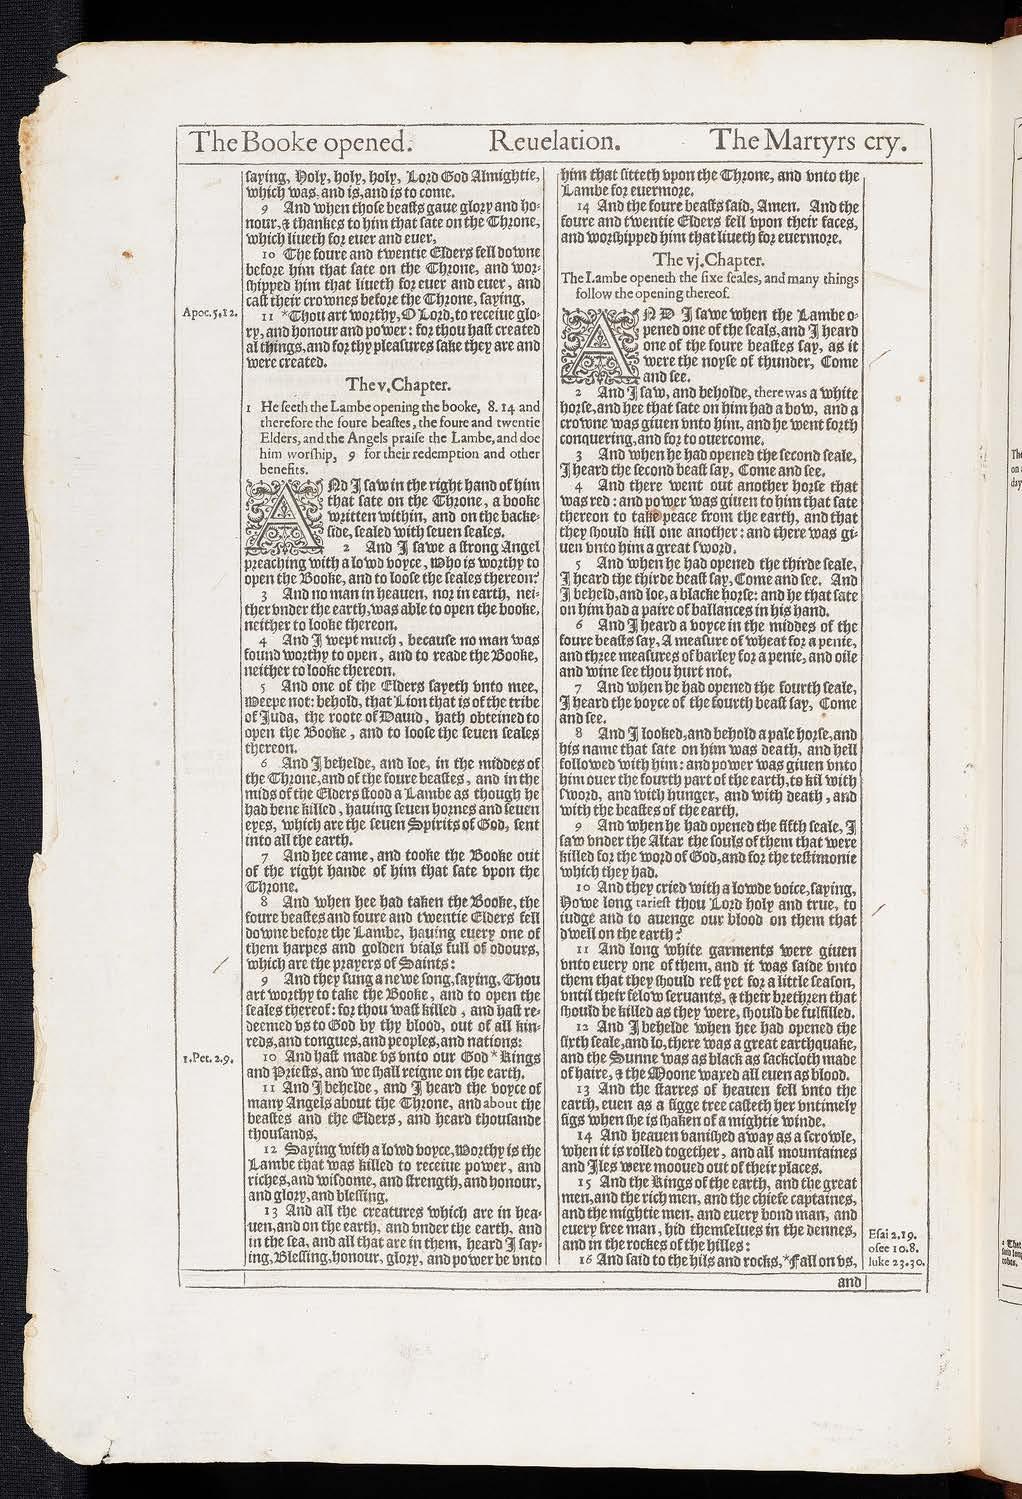 The Booke opened. Reuelation. The Martyrs cry.
saying, Holy, holy, holy, Lord God Almightie,
which was, and is, and is to come.
9 And when those beasts gaue glory and ho-
nour, & thankes to him that sate on the Throne,
which liueth for euer and euer,
10 The foure and twentie Elders fell downe
before him that sate on the Throne, and wor-
shipped him that liueth for euer and euer, and
cast their crownes before the Throne, saying,
Apoc.5.12.
11 *Thou art worthy, O Lord, to receiue glo-
ry, and honour and power: for thou hast created
al things, and for thy pleasures sake they are and
were created.
The v. Chapter.
1 He seeth the Lambe opening the booke, 8. 14 and
therefore the foure beastes, the foure and twentie
Elders, and the Angels praise the Lambe, and doe
him worship, 9 for their redemption and other
benefits.
AND I saw in the right hand of him
that sate on the Throne, a booke
written within, and on the backe-
side, sealed with seuen seales.
2 And I sawe a strong Angel
preaching with a lowd voyce, Who is worthy to
open the Booke, and to loose the seales thereof?
3 And no man in heauen, nor in earth, nei-
ther vnder the earth, was able to open the booke,
neither to looke thereon.
4 And I wept much, because no man was
found worthy to open, and to reade the Booke,
neither to looke thereon.
5 And one of the Elders sayeth vnto mee,
Weepe not: behold, that Lion that is of the tribe
of Juda, the roote of Dauid, hath obteined to
open the Booke, and to loose the seuen seales
thereon.
6 And I behelde, and loe, in the middes of
the Throne, and of the foure beastes, and in the
mids of the Elders stood a Lambe as though he
had bene killed, hauing seuen hornes and seuen
eyes, which are the seuen Spirits of God, sent
into all the earth.
7 And hee came, and tooke the Booke out
of the right hande of him that sate vpon the
Throne.
8 And when hee had taken the Booke, the
foure beastes and foure and twentie Elders fell
downe before the Lambe, hauing euery one of
them harpes and golden vials full of odours,
which are the prayers of Saints:
9 And they sung a newe song, saying, Thou
art worthy to take the Booke, and to open the
seales thereof: for thou wast killed, and hast re-
deemed vs to God by thy blood, out of all kin-
reds, and tongues, and peoples, and nations:
1.Pet.2.9.
10 And hast made vs vnto our God *Kings
and Priests, and we shall reigne on the earth.
11 And I behelde, and I heard the voyce of
many Angels about the Throne, and about the
beastes and the Elders, and heard thousande
thousands,
12 Saying with a lowd voyce, Worthy is the
Lambe that was killed to receiue power, and
riches, and wisdome, and strength, and honour,
and glory, and blessing.
13 And all the creatures which are in hea-
uen, and on the earth, and vnder the earth, and
in the sea, and all that are in them, heard I say-
ing, Blessing, honour, glory, and power be vnto
him that sitteth vpon the Throne, and vnto the
Lambe for euermore.
14 And the foure beasts said, Amen. And the
foure and twentie Elders fell vpon their faces,
and worshipped him that liueth for euermore.
The vj. Chapter.
The Lambe openeth the sixe seales, and many things
follow the opening thereof.
AND I sawe when the Lambe o-
pened one of the seals, and I heard
one of the foure beastes say, as it
were the noyse of thunder, Come
and see.
2 And I saw, and beholde, there was a white
horse, and hee that sate on him had a bow, and a
crowne was giuen vnto him, and he went forth
conquering, and for to ouercome.
3 And when he had opened the second seale,
I heard the second beast say, Come and see.
4 And there went out another horse that
was red: and power was giuen to him that sate
thereon to take peace from the earth, and that
they should kill one another: and there was gi-
uen vnto him a great sword.
5 And when he had opened the thirde seale,
I heard the thirde beast say, Come and see. And
I beheld, and loe, a blacke horse: and he that sate
on him had a paire of ballances in his hand.
6 And I heard a voyce in the middes of the
foure beasts say, A measure of wheat for a penie,
and three measures of barley for a penie, and oile
and wine see thou hurt not.
7 And when he had opened the fourth seale,
I heard the voyce of the fourth beast say, Come
and see.
8 And I looked, and behold a pale horse, and
his name that sate on him was death, and hell
followed with him: and power was giuen vnto
him ouer the fourth part of the earth, to kil with
sword, and with hunger, and with death, and
with the beastes of the earth.
9 And when he had opened the fifth seale, I
saw vnder the Altar the souls of them that were
killed for the word of God, and for the testimonie
which they had.
10 And they cried with a lowde voice, saying,
Howe long tariest thou Lord holy and true, to
iudge and to auenge our blood on them that
dwell on the earth?
11 And long white garments were giuen
vnto euery one of them, and it was saide vnto
them that they should rest yet for a little season,
vntil their felow seruants, & their brethren that
should be killed as they were, should be fulfilled.
12 And I behelde when hee had opened the
sixth seale, and lo, there was a great earthquake,
and the Sunne was as black as sackcloth made
of haire, & the Moone waxed all euen as blood.
13 And the starres of heauen fell vnto the
earth, euen as a figge tree casteth her vntimely
figs when she is shaken of a mightie winde.
14 And heauen vanished away as a scrowle,
when it is rolled together, and all mountaines
and Iles were mooued out of their places.
15 And the Kings of the earth, and the great
men, and the rich men, and the chiefe captaines,
and the mightie men, and euery bond man, and
euery free man, hid themselues in the dennes,
and in the rockes of the hilles:
16 And said to the hils and rocks, *Fall on vs,
Esai 2.19.
osee 10.8.
luke 23.30.
and